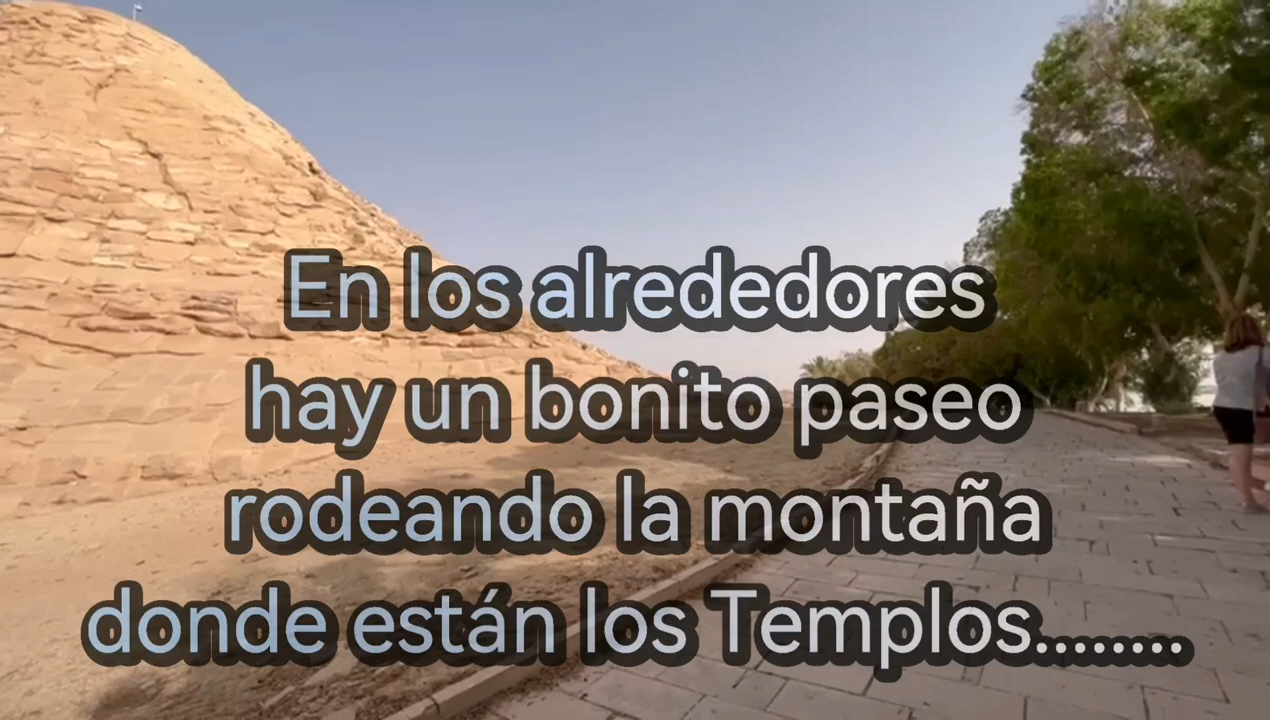 En los alrededores
hay un bonito paseo
rodeando la montaña
donde están los Templos........